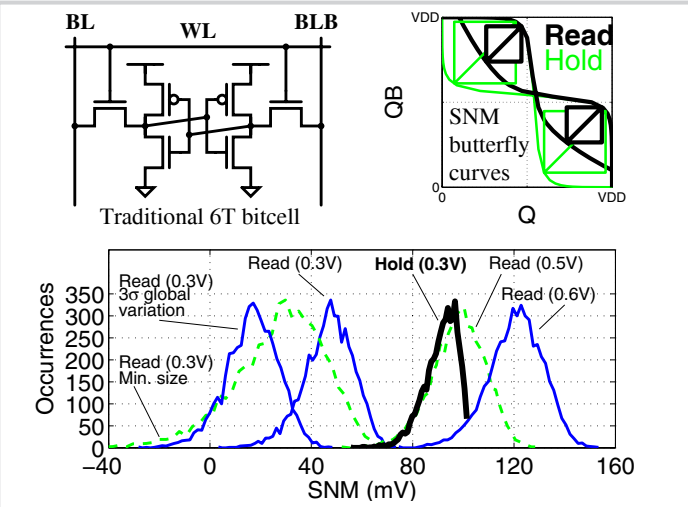 BL
WL
BLB
Traditional 6T bitcell
VDD
Read
Hold
QB
SNM
butterfly
curves
0
0
VDD
Q
Read (0.3V)
3σ global
variation
Read (0.3V)
Hold (0.3V)
Read (0.5V)
Read (0.6V)
Read (0.3V)
Min. size
Occurrences
350
300
250
200
150
100
50
0
−40
0
40
80
120
160
SNM (mV)